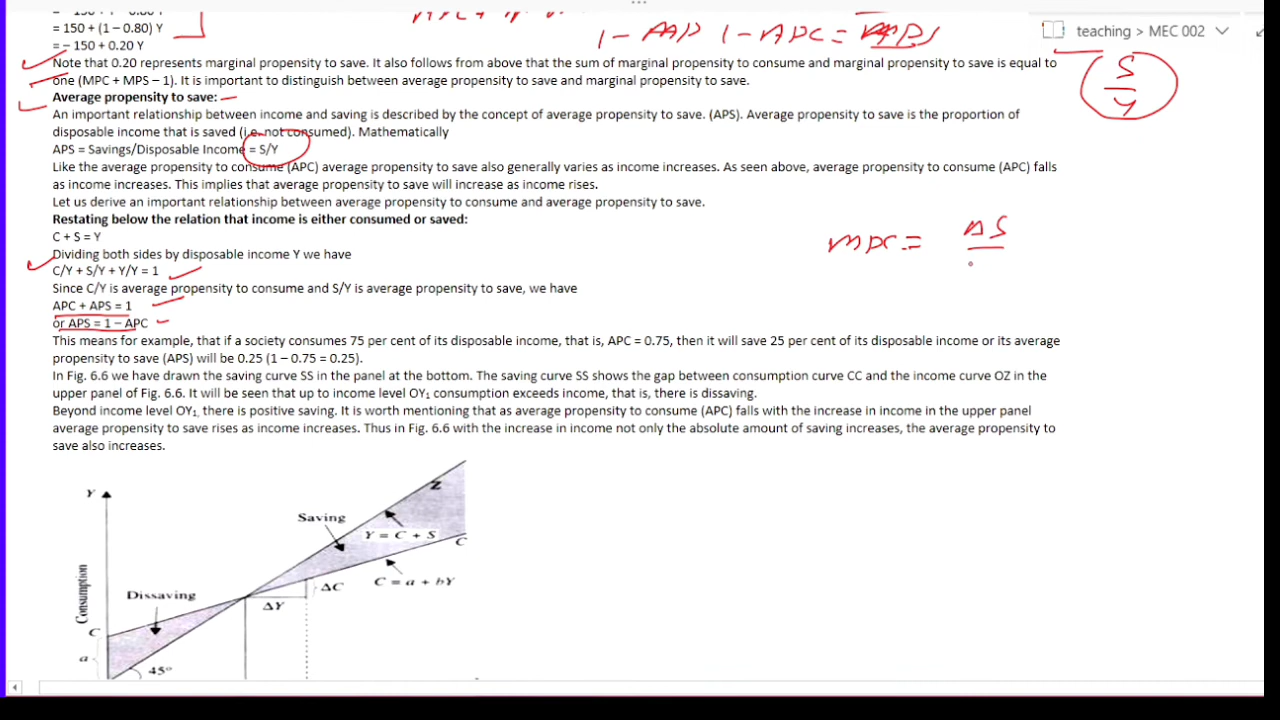 = 150 + (1 – 0.80) Y
= – 150 + 0.20 Y
1 – APC = MPS
teaching > MEC 002
S
Y
Note that 0.20 represents marginal propensity to save. It also follows from above that the sum of marginal propensity to consume and marginal propensity to save is equal to
one (MPC + MPS – 1). It is important to distinguish between average propensity to save and marginal propensity to save.
Average propensity to save:
An important relationship between income and saving is described by the concept of average propensity to save. (APS). Average propensity to save is the proportion of
disposable income that is saved (i.e. not consumed). Mathematically
APS = Savings/Disposable Income = S/Y
Like the average propensity to consume (APC) average propensity to save also generally varies as income increases. As seen above, average propensity to consume (APC) falls
as income increases. This implies that average propensity to save will increase as income rises.
Let us derive an important relationship between average propensity to consume and average propensity to save.
Restating below the relation that income is either consumed or saved:
C + S = Y
MPC = ΔS
Dividing both sides by disposable income Y we have
C/Y + S/Y + Y/Y = 1
Since C/Y is average propensity to consume and S/Y is average propensity to save, we have
APC + APS = 1
or APS = 1 – APC
This means for example, that if a society consumes 75 per cent of its disposable income, that is, APC = 0.75, then it will save 25 per cent of its disposable income or its average
propensity to save (APS) will be 0.25 (1 – 0.75 = 0.25).
In Fig. 6.6 we have drawn the saving curve SS in the panel at the bottom. The saving curve SS shows the gap between consumption curve CC and the income curve OZ in the
upper panel of Fig. 6.6. It will be seen that up to income level OY₁ consumption exceeds income, that is, there is dissaving.
Beyond income level OY₁, there is positive saving. It is worth mentioning that as average propensity to consume (APC) falls with the increase in income in the upper panel
average propensity to save rises as income increases. Thus in Fig. 6.6 with the increase in income not only the absolute amount of saving increases, the average propensity to
save also increases.
Y
Z
Saving
Y = C + S
C
C = a + bY
ΔC
ΔY
Dissaving
Consumption
C
a
45°